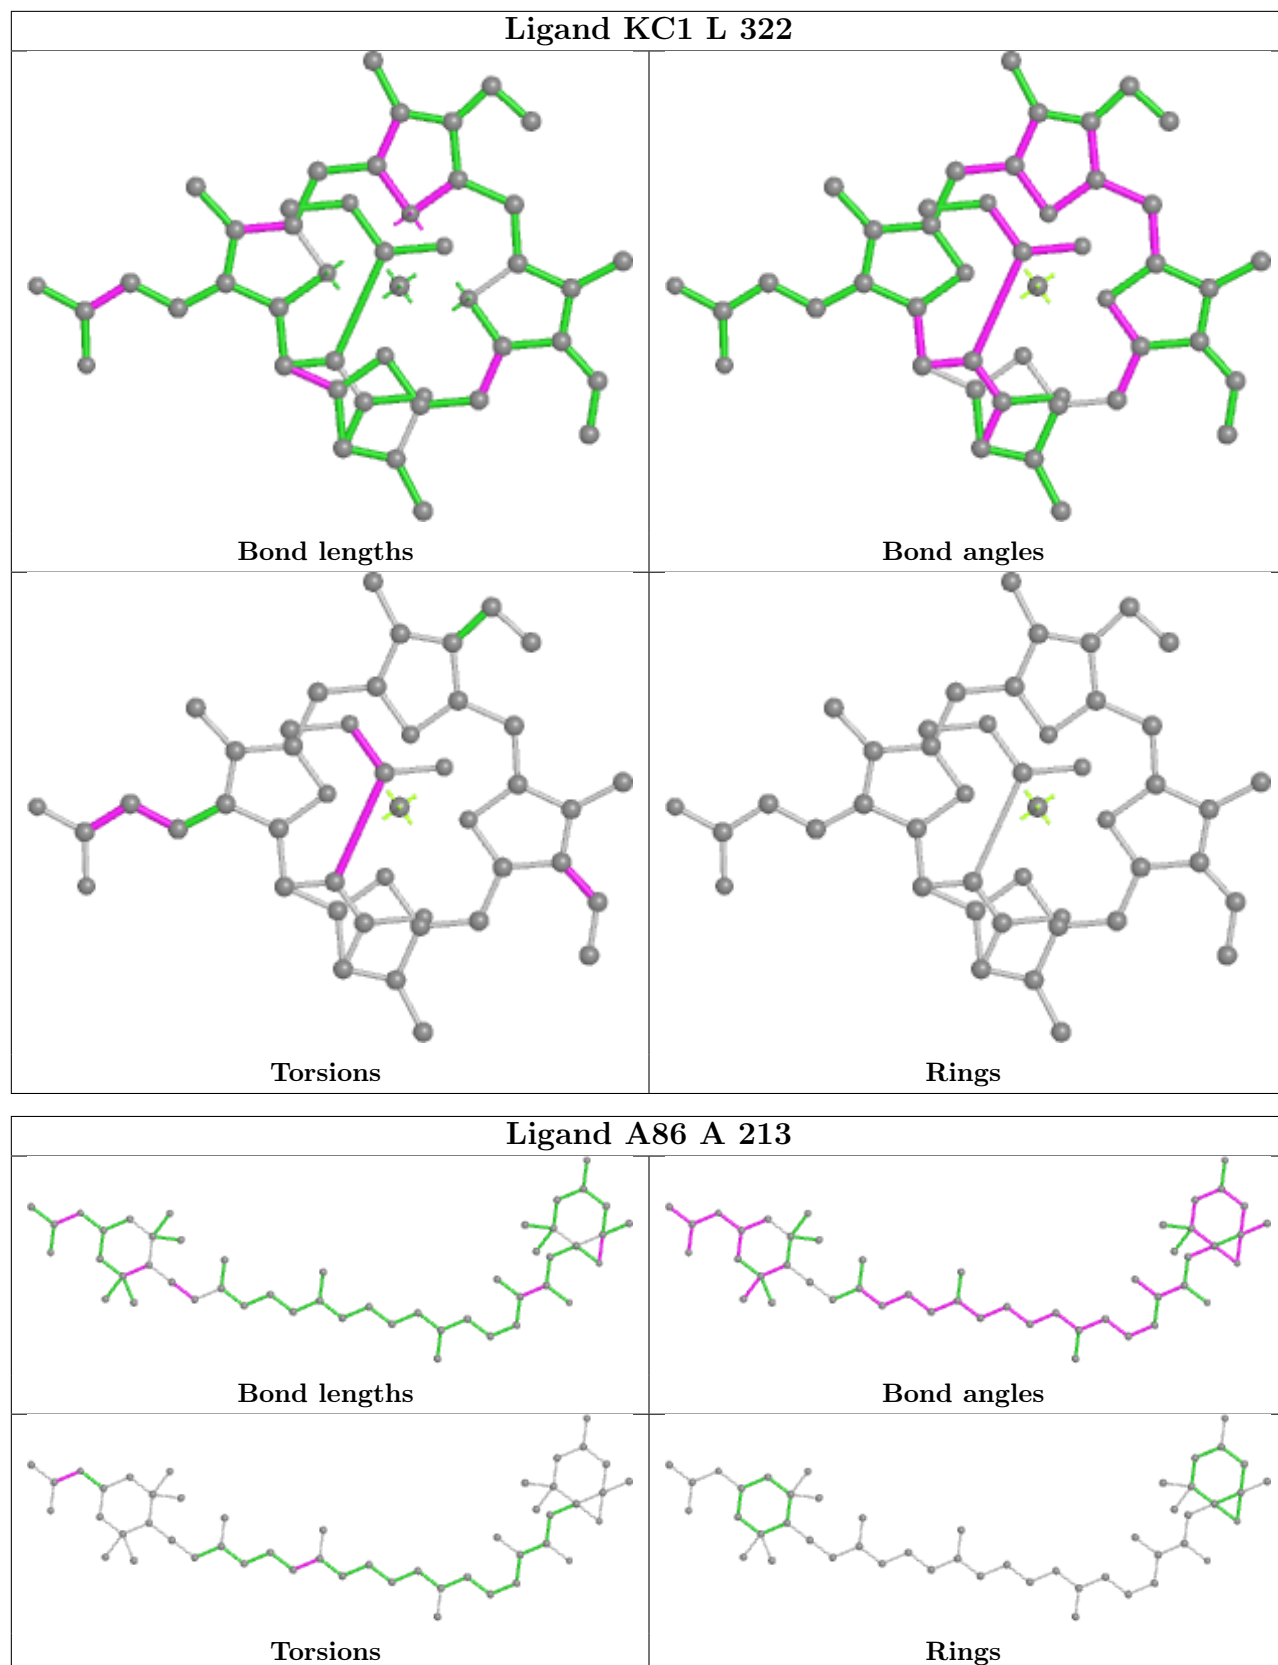 Ligand KC1 L 322
Bond lengths
Bond angles
Torsions
Rings
Ligand A86 A 213
Bond lengths
Bond angles
Torsions
Rings